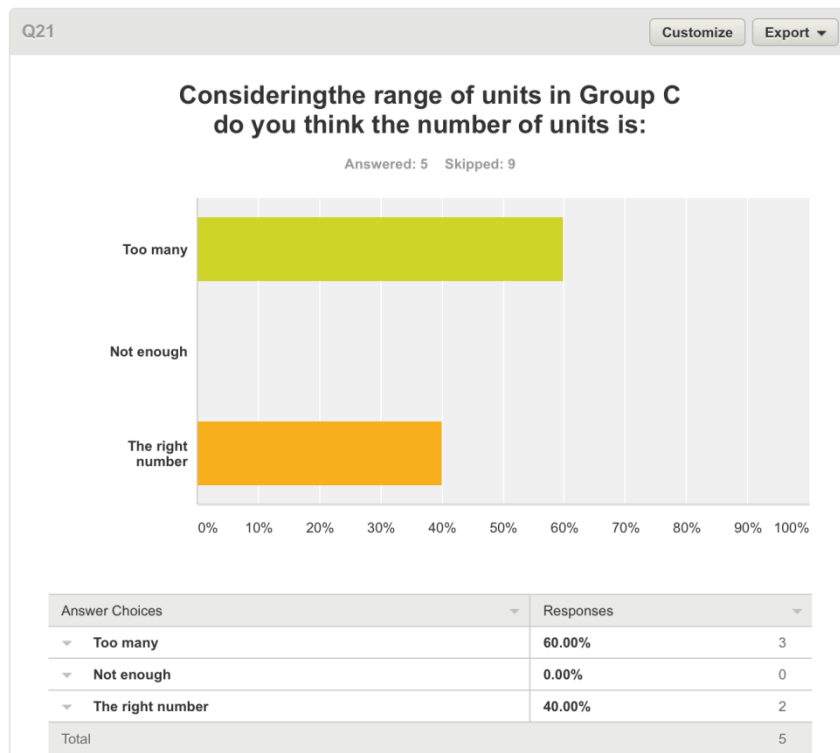 Q21
Customize
Export
Consideringthe range of units in Group C
do you think the number of units is:
Answered: 5 Skipped: 9
Too many
Not enough
The right
number
0% 10% 20% 30% 40% 50% 60% 70% 80% 90% 100%
Answer Choices Responses
Too many 60.00% 3
Not enough 0.00% 0
The right number 40.00% 2
Total 5